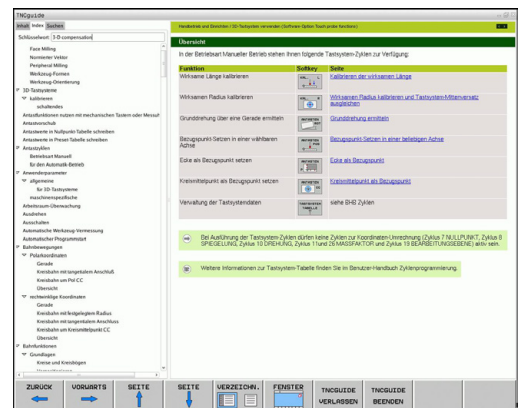 TNCguide
Inhalt Index Suchen
Schlüsselwort: 3-D-compensation
Face Milling
Normierter Vektor
Peripheral Milling
Werkzeug-Formen
Werkzeug-Orientierung
3D-Tastsysteme
kalibrieren
schaltendes
Antastfunktionen nutzen mit mechanischen Tastern oder Messuhr
Antastvorschub
Antastwerte in Nullpunkt-Tabelle schreiben
Antastwerte in Preset-Tabelle schreiben
Antastzyklen
Betriebsart Manuell
für den Automatik-Betrieb
Anwenderparameter
allgemeine
für 3D-Tastsysteme
maschinenspezifische
Arbeitsraum-Überwachung
Ausdrehen
Ausschalten
Automatische Werkzeug-Vermessung
Automatischer Programmstart
Bahnbewegungen
Polarkoordinaten
Gerade
Kreisbahn mit tangetialem Anschluß
Kreisbahn um Pol CC
Übersicht
rechtwinklige Koordinaten
Gerade
Kreisbahn mit festgelegtem Radius
Kreisbahn mit tangentialem Anschluss
Kreisbahn um Kreismittelpunkt CC
Übersicht
Bahnfunktionen
Grundlagen
Kreise und Kreisbögen
Handbetrieb und Einrichten / 3D-Tastsystem verwenden (Software-Option Touch probe functions)
Übersicht
In der Betriebsart Manueller Betrieb stehen Ihnen folgende Tastsystem-Zyklen zur Verfügung:
Funktion Softkey Seite
Wirksame Länge kalibrieren Kalibrieren der wirksamen Länge
Wirksamen Radius kalibrieren Wirksamen Radius kalibrieren und Tastsystem-Mittenversatz ausgleichen
Grunddrehung über eine Gerade ermitteln Grunddrehung ermitteln
Bezugspunkt-Setzen in einer wählbaren Achse Bezugspunkt-Setzen in einer beliebigen Achse
Ecke als Bezugspunkt setzen Ecke als Bezugspunkt
Kreismittelpunkt als Bezugspunkt setzen Kreismittelpunkt als Bezugspunkt
Verwaltung der Tastsystemdaten TASTSYSTEM TABELLE siehe BHB Zyklen
Bei Ausführung der Tastsystem-Zyklen dürfen keine Zyklen zur Koordinaten-Umrechnung (Zyklus 7 NULLPUNKT, Zyklus 8
SPIEGELUNG, Zyklus 10 DREHUNG, Zyklus 11und 26 MASSFAKTOR und Zyklus 19 BEARBEITUNGSEBENE) aktiv sein.
Weitere Informationen zur Tastsystem-Tabelle finden Sie im Benutzer-Handbuch Zyklenprogrammierung.
ZURÜCK VORWÄRTS SEITE SEITE VERZEICHN. FENSTER TNCGUIDE VERLASSEN TNCGUIDE BEENDEN